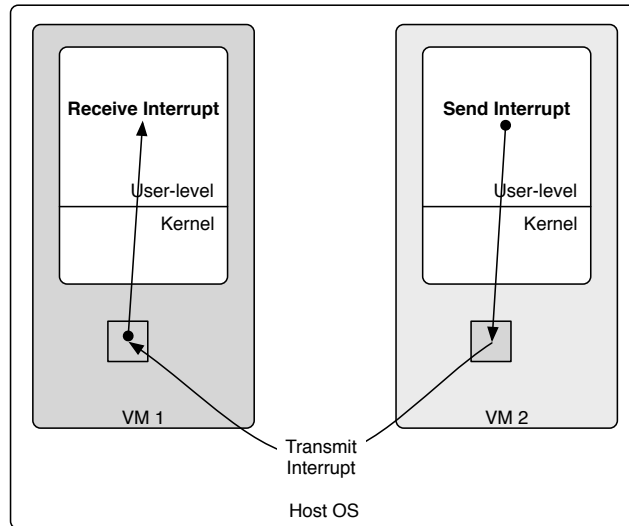 Receive Interrupt
User-level
Kernel
VM 1
Send Interrupt
User-level
Kernel
VM 2
Transmit
Interrupt
Host OS